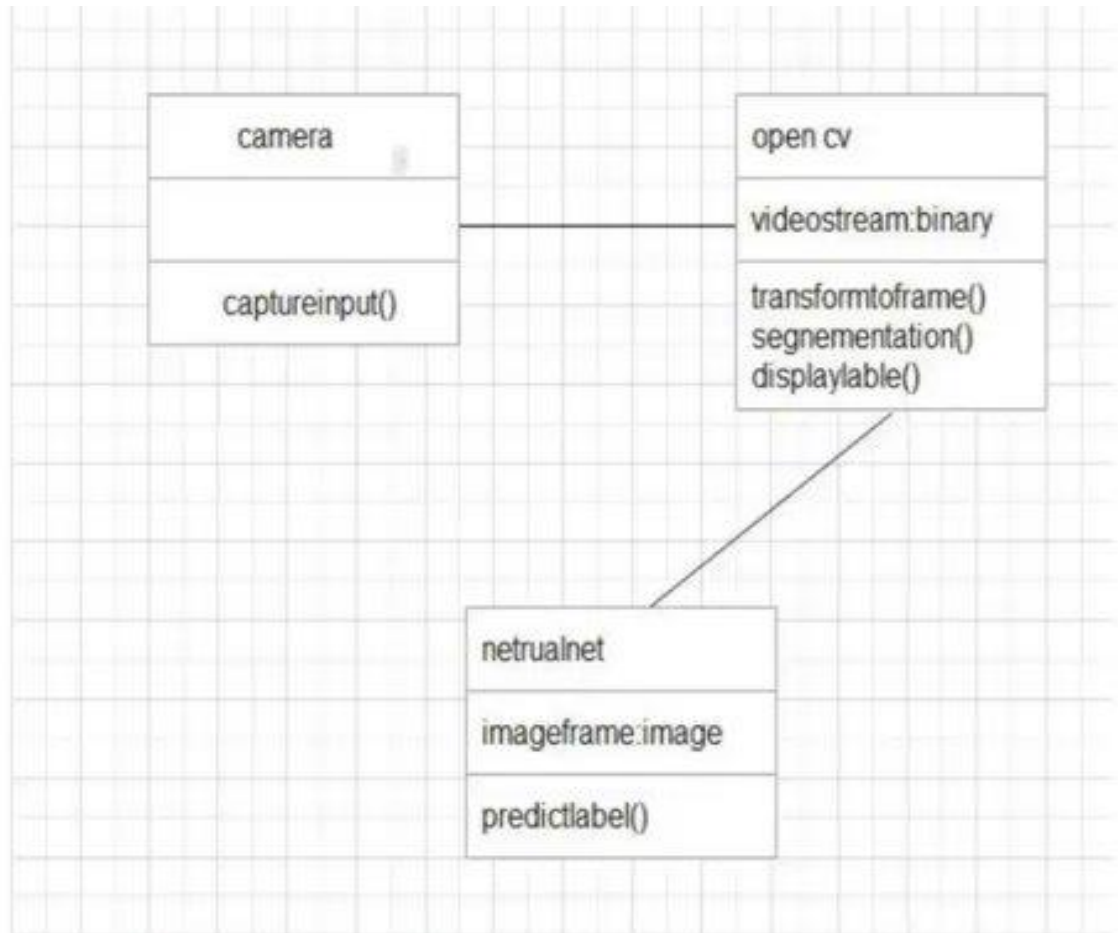 camera
captureinput()
open cv
videostream:binary
transformtoframe()
segnementation()
displaylable()
netrualnet
imageframe:image
predictlabel()